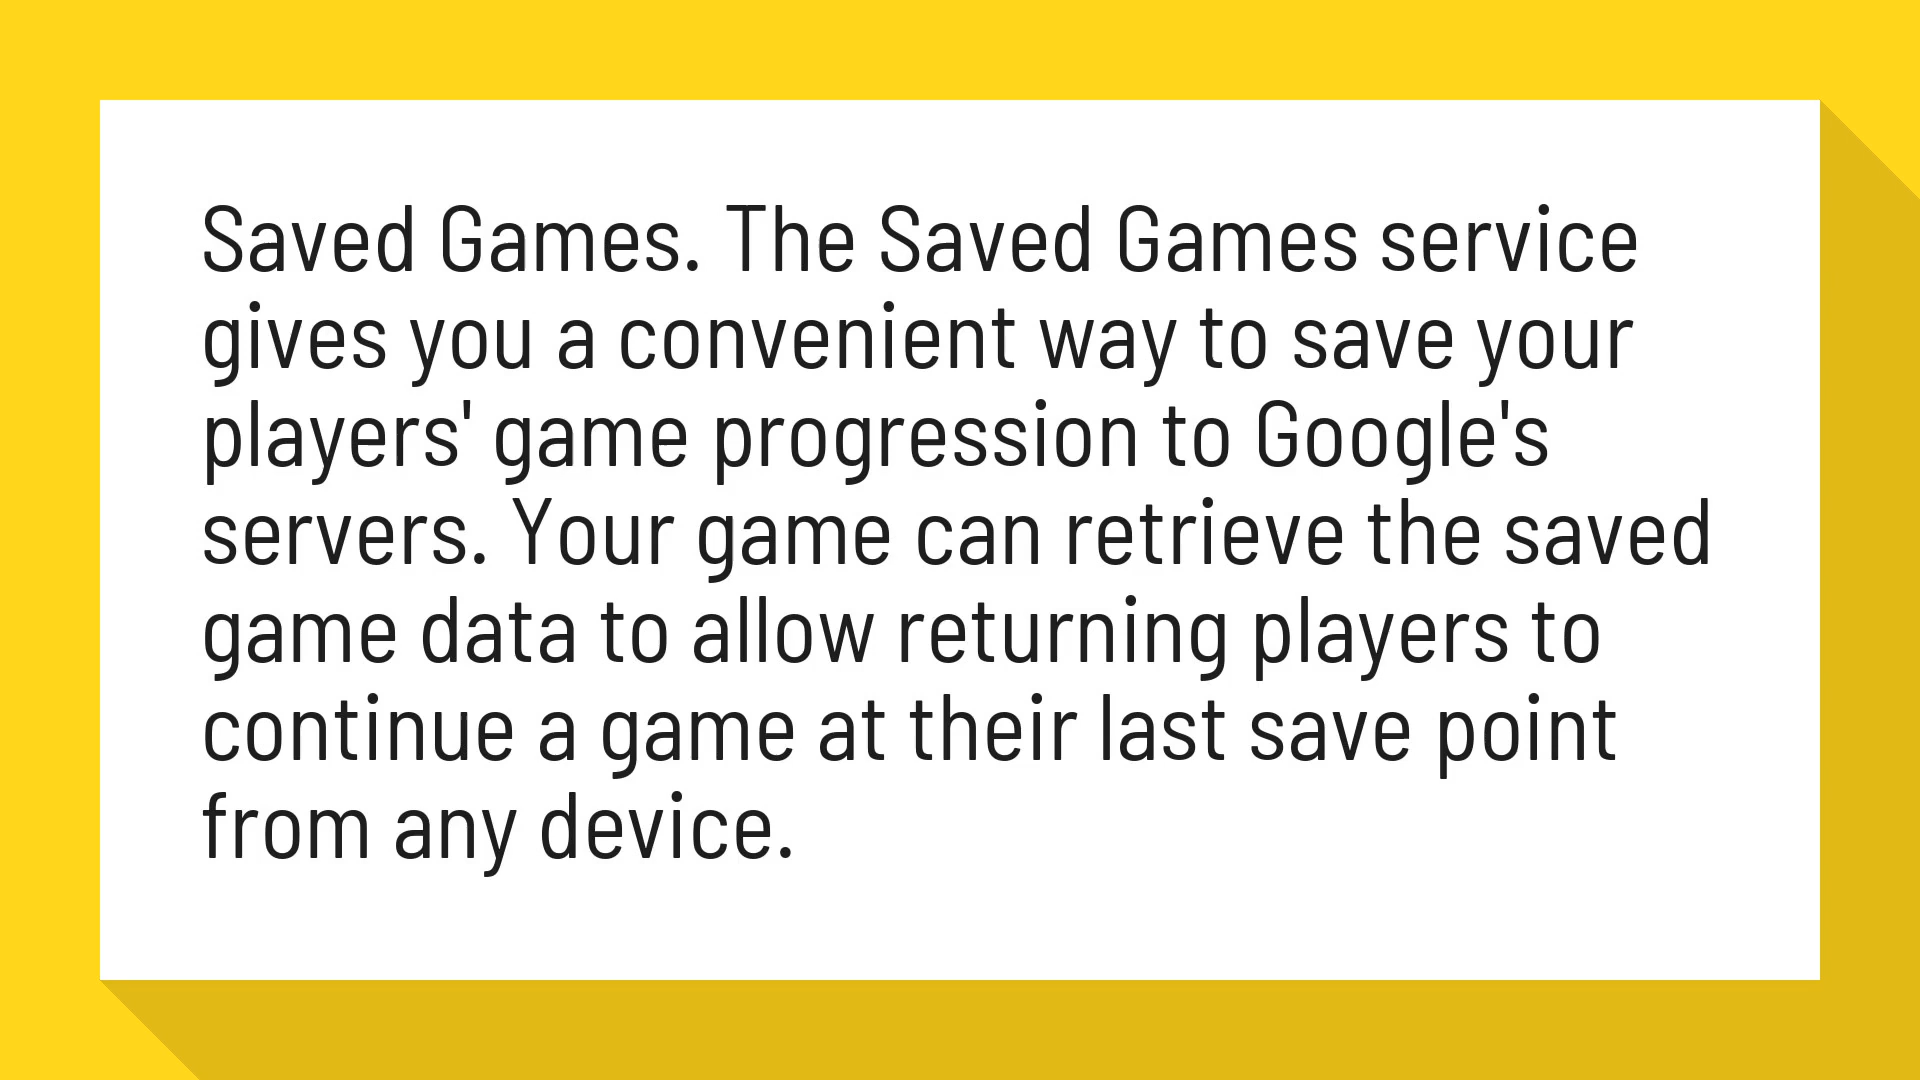 Saved Games. The Saved Games service
gives you a convenient way to save your
players' game progression to Google's
servers. Your game can retrieve the saved
game data to allow returning players to
continue a game at their last save point
from any device.